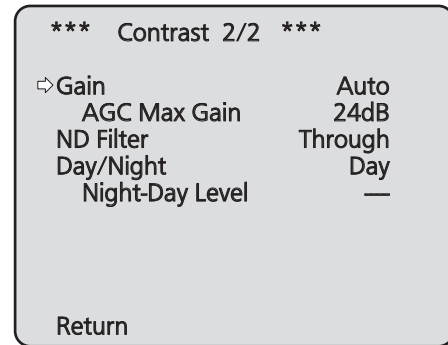 *** Contrast 2/2 ***
⇨Gain Auto
AGC Max Gain 24dB
ND Filter Through
Day/Night Day
Night-Day Level ––
Return